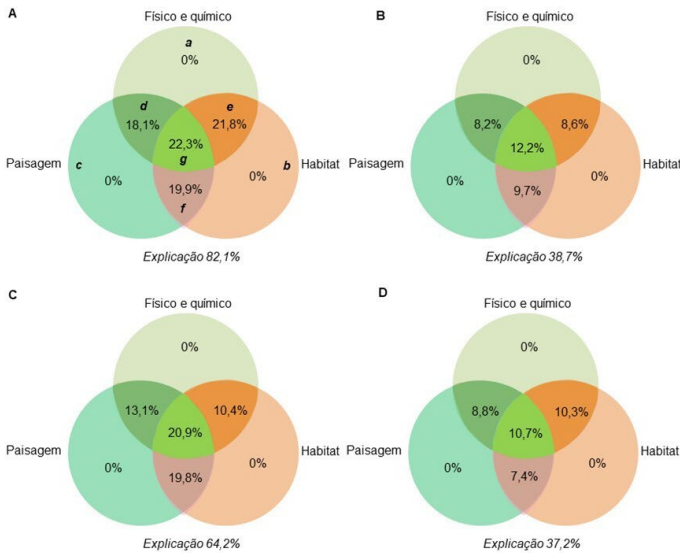 A
Físico e químico
a
0%
d
18,1%
e
21,8%
22,3%
g
Paisagem
c
0%
0%
b
Habitat
19,9%
f
Explicação 82,1%
B
Físico e químico
0%
8,2%
8,6%
12,2%
Paisagem
0%
0%
Habitat
9,7%
Explicação 38,7%
C
Físico e químico
0%
13,1%
10,4%
20,9%
Paisagem
0%
0%
Habitat
19,8%
Explicação 64,2%
D
Físico e químico
0%
8,8%
10,3%
10,7%
Paisagem
0%
0%
Habitat
7,4%
Explicação 37,2%